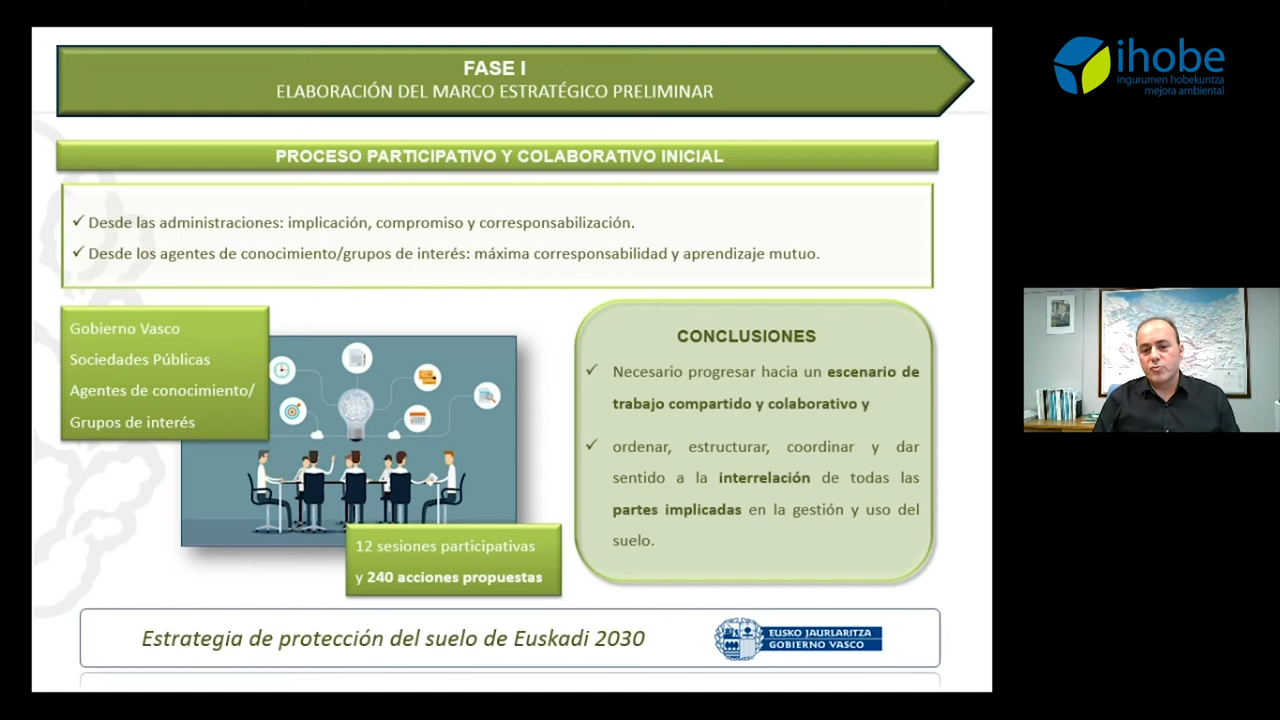 FASE I
ELABORACIÓN DEL MARCO ESTRATÉGICO PRELIMINAR
PROCESO PARTICIPATIVO Y COLABORATIVO INICIAL
✓ Desde las administraciones: implicación, compromiso y corresponsabilización.
✓ Desde los agentes de conocimiento/grupos de interés: máxima corresponsabilidad y aprendizaje mutuo.
Gobierno Vasco
Sociedades Públicas
Agentes de conocimiento/
Grupos de interés
12 sesiones participativas
y 240 acciones propuestas
CONCLUSIONES
✓ Necesario progresar hacia un escenario de
trabajo compartido y colaborativo y
✓ ordenar, estructurar, coordinar y dar
sentido a la interrelación de todas las
partes implicadas en la gestión y uso del
suelo.
Estrategia de protección del suelo de Euskadi 2030
EUSKO JAURLARITZA
GOBIERNO VASCO
ihobe
ingurumen hobekuntza
mejora ambiental